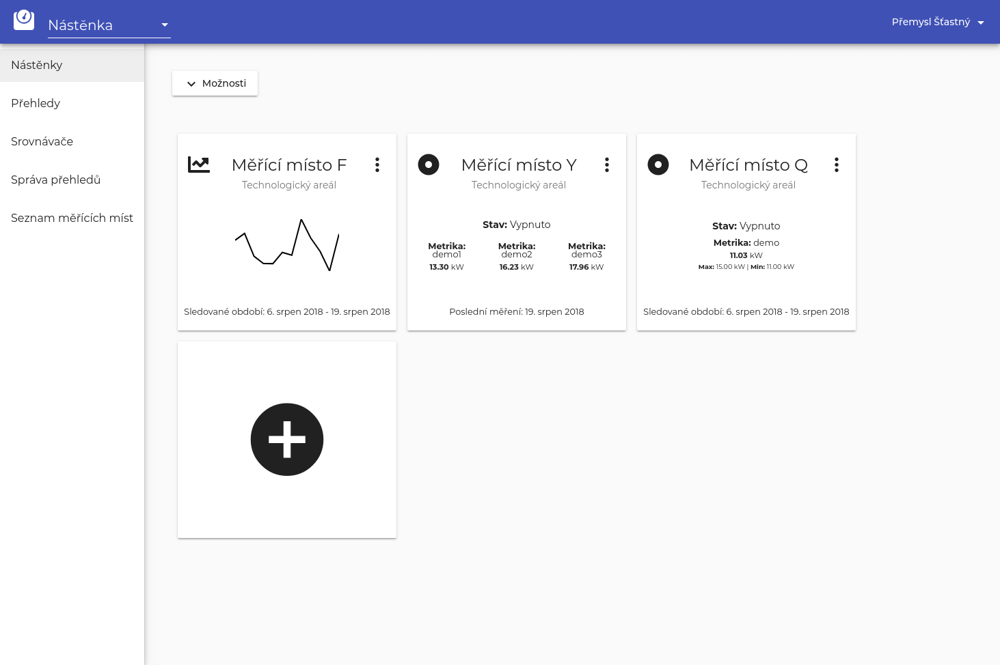 Nástěnka
Přemysl Šťastný
Nástěnky
Přehledy
Srovnávače
Správa přehledů
Seznam měřících míst
Možnosti
Měřící místo F
Technologický areál
Sledované období: 6. srpen 2018 - 19. srpen 2018
Měřící místo Y
Technologický areál
Stav: Vypnuto
Metrika: Metrika: Metrika:
demo1 demo2 demo3
13.30 kW 16.23 kW 17.96 kW
Poslední měření: 19. srpen 2018
Měřící místo Q
Technologický areál
Stav: Vypnuto
Metrika: demo
11.03 kW
Max: 15.00 kW | Min: 11.00 kW
Sledované období: 6. srpen 2018 - 19. srpen 2018